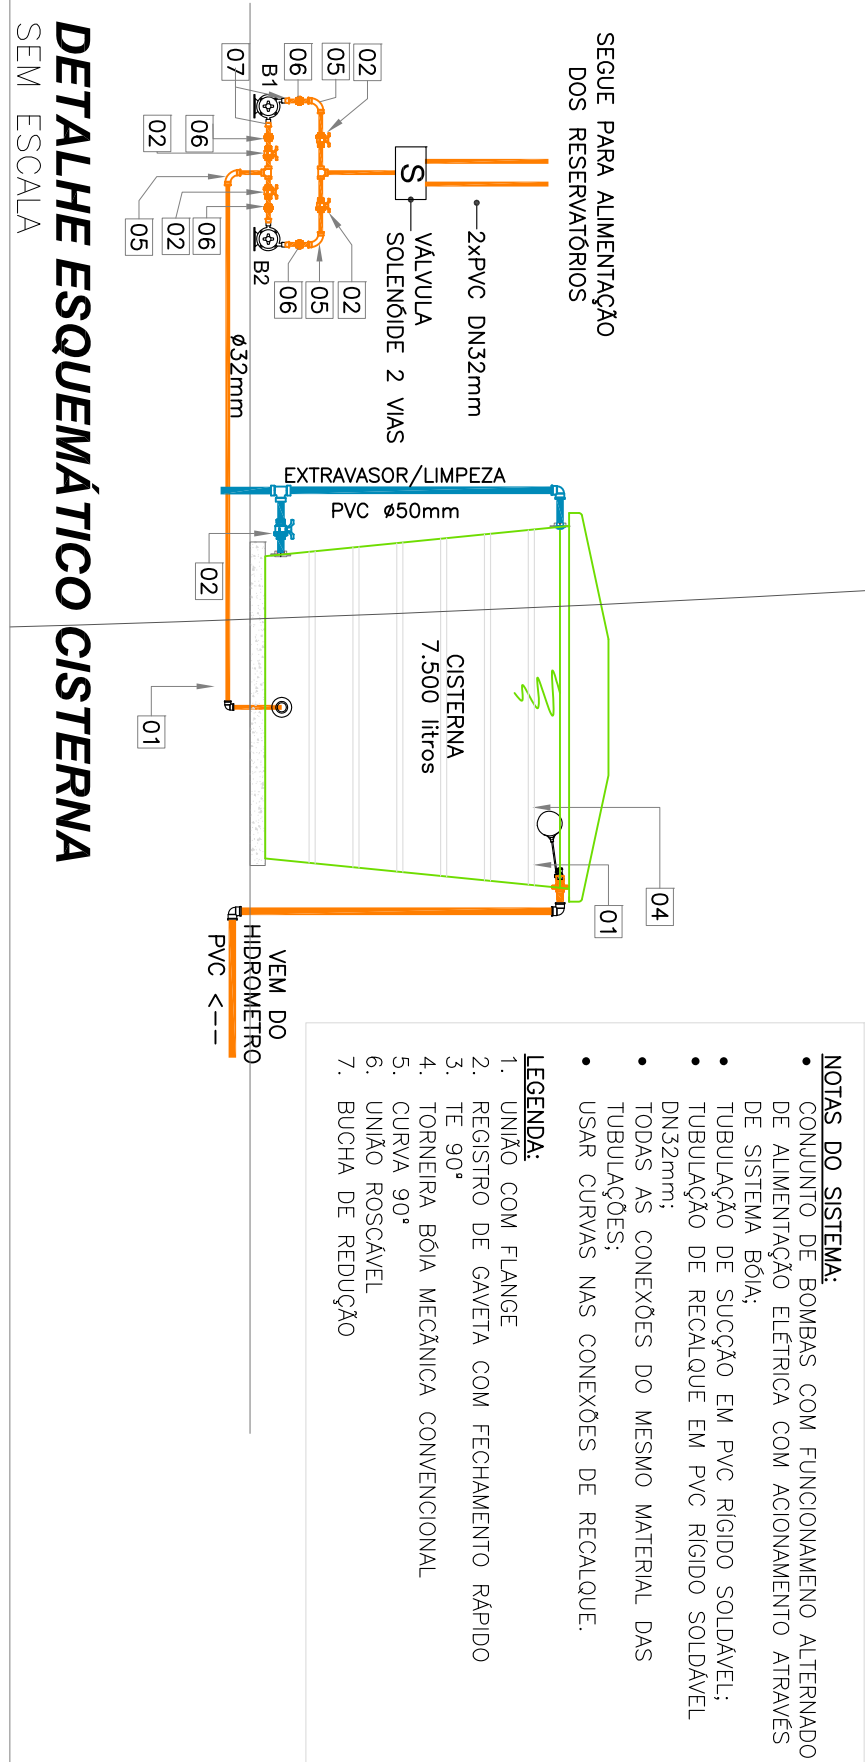 SEGUE PARA ALIMENTAÇÃO
DOS RESERVATÓRIOS
2xPVC DN32mm
VÁLVULA
SOLENÓIDE 2 VIAS
S
02
05
06
B1
07
06
02
05
02
06
B2
06
05
02
Ø32mm
EXTRAVASOR/LIMPEZA
PVC Ø50mm
02
CISTERNA
7.500 litros
01
04
01
VEM DO
HIDROMETRO
PVC <--
DETALHE ESQUEMÁTICO CISTERNA
SEM ESCALA
NOTAS DO SISTEMA:
• CONJUNTO DE BOMBAS COM FUNCIONAMENO ALTERNADO
DE ALIMENTAÇÃO ELÉTRICA COM ACIONAMENTO ATRAVÉS
DE SISTEMA BÓIA;
• TUBULAÇÃO DE SUCÇÃO EM PVC RÍGIDO SOLDÁVEL;
• TUBULAÇÃO DE RECALQUE EM PVC RÍGIDO SOLDÁVEL
DN32mm;
• TODAS AS CONEXÕES DO MESMO MATERIAL DAS
TUBULAÇÕES;
• USAR CURVAS NAS CONEXÕES DE RECALQUE.
LEGENDA:
1. UNIÃO COM FLANGE
2. REGISTRO DE GAVETA COM FECHAMENTO RÁPIDO
3. TE 90°
4. TORNEIRA BÓIA MECÂNICA CONVENCIONAL
5. CURVA 90°
6. UNIÃO ROSCÁVEL
7. BUCHA DE REDUÇÃO